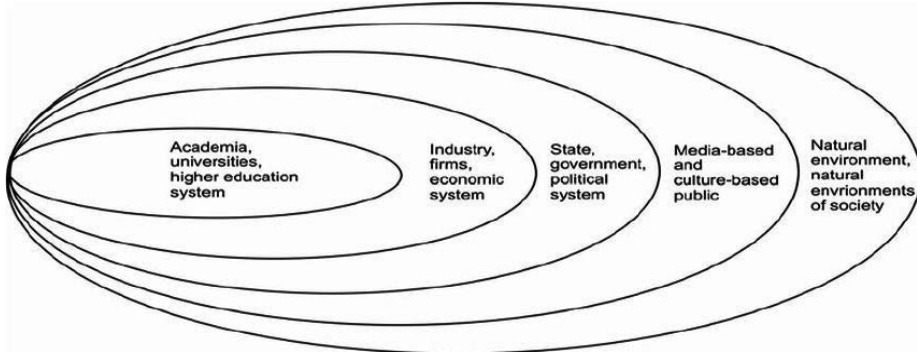 Academia,
universities,
higher education
system
Industry,
firms,
economic
system
State,
government,
political
system
Media-based
and
culture-based
public
Natural
environment,
natural
envrionments
of society